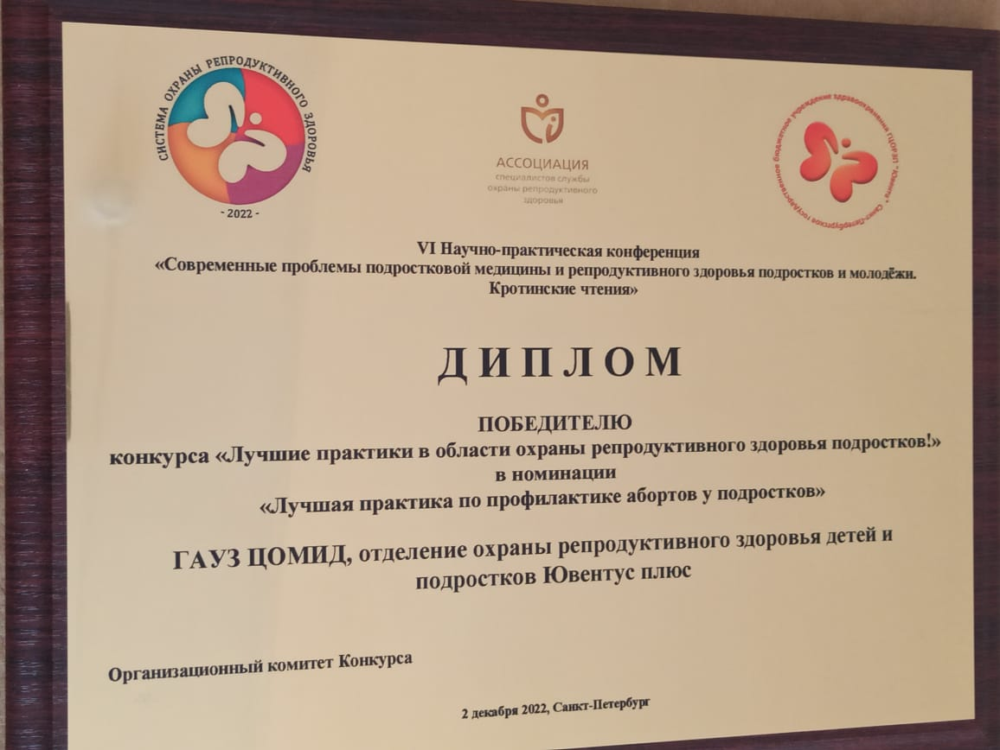 СИСТЕМА ОХРАНЫ РЕПРОДУКТИВНОГО ЗДОРОВЬЯ
- 2022 -
АССОЦИАЦИЯ
специалистов службы
охраны репродуктивного
здоровья
Санкт-Петербургское государственное бюджетное учреждение здравоохранения ГЦОРЗП "Ювента"
VI Научно-практическая конференция
«Современные проблемы подростковой медицины и репродуктивного здоровья подростков и молодёжи.
Кротинские чтения»
ДИПЛОМ
ПОБЕДИТЕЛЮ
конкурса «Лучшие практики в области охраны репродуктивного здоровья подростков!»
в номинации
«Лучшая практика по профилактике абортов у подростков»
ГАУЗ ЦОМИД, отделение охраны репродуктивного здоровья детей и
подростков Ювентус плюс
Организационный комитет Конкурса
2 декабря 2022, Санкт-Петербург